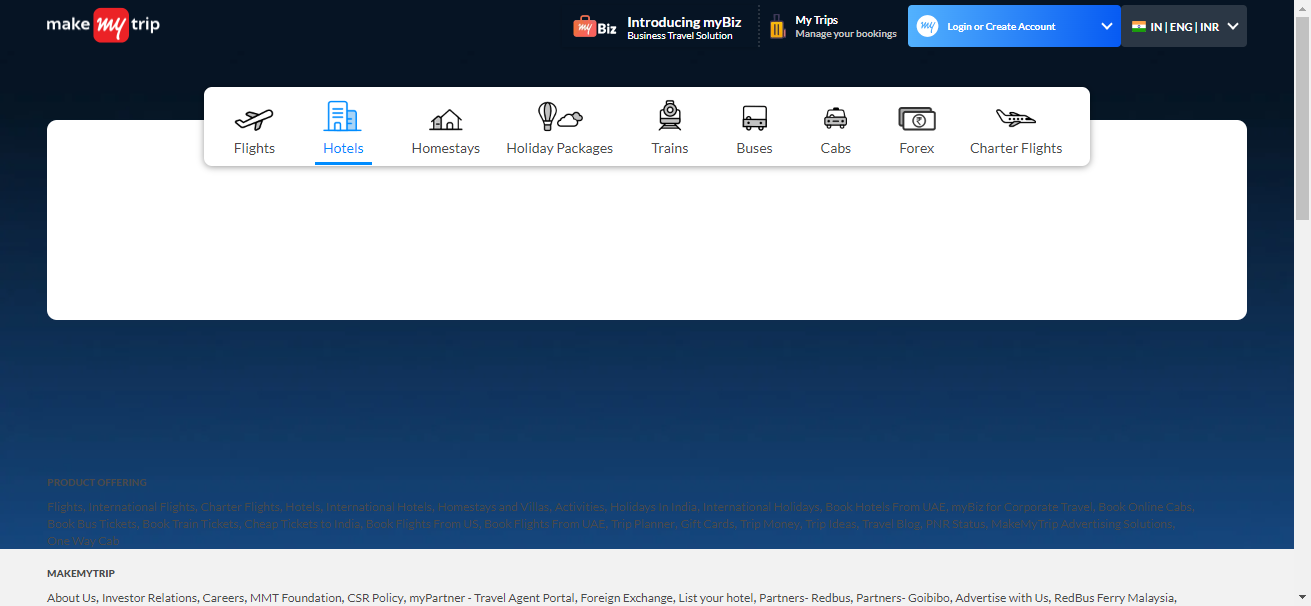 make my trip
my Biz
Introducing myBiz
Business Travel Solution
My Trips
Manage your bookings
my
Login or Create Account
IN | ENG | INR
Flights
Hotels
Homestays
Holiday Packages
Trains
Buses
Cabs
Forex
Charter Flights
PRODUCT OFFERING
Flights, International Flights, Charter Flights, Hotels, International Hotels, Homestays and Villas, Activities, Holidays In India, International Holidays, Book Hotels From UAE, myBiz for Corporate Travel, Book Online Cabs,
Book Bus Tickets, Book Train Tickets, Cheap Tickets to India, Book Flights From US, Book Flights From UAE, Trip Planner, Gift Cards, Trip Money, Trip Ideas, Travel Blog, PNR Status, MakeMyTrip Advertising Solutions,
One Way Cab
MAKEMYTRIP
About Us, Investor Relations, Careers, MMT Foundation, CSR Policy, myPartner - Travel Agent Portal, Foreign Exchange, List your hotel, Partners- Redbus, Partners- Goibibo, Advertise with Us, RedBus Ferry Malaysia,